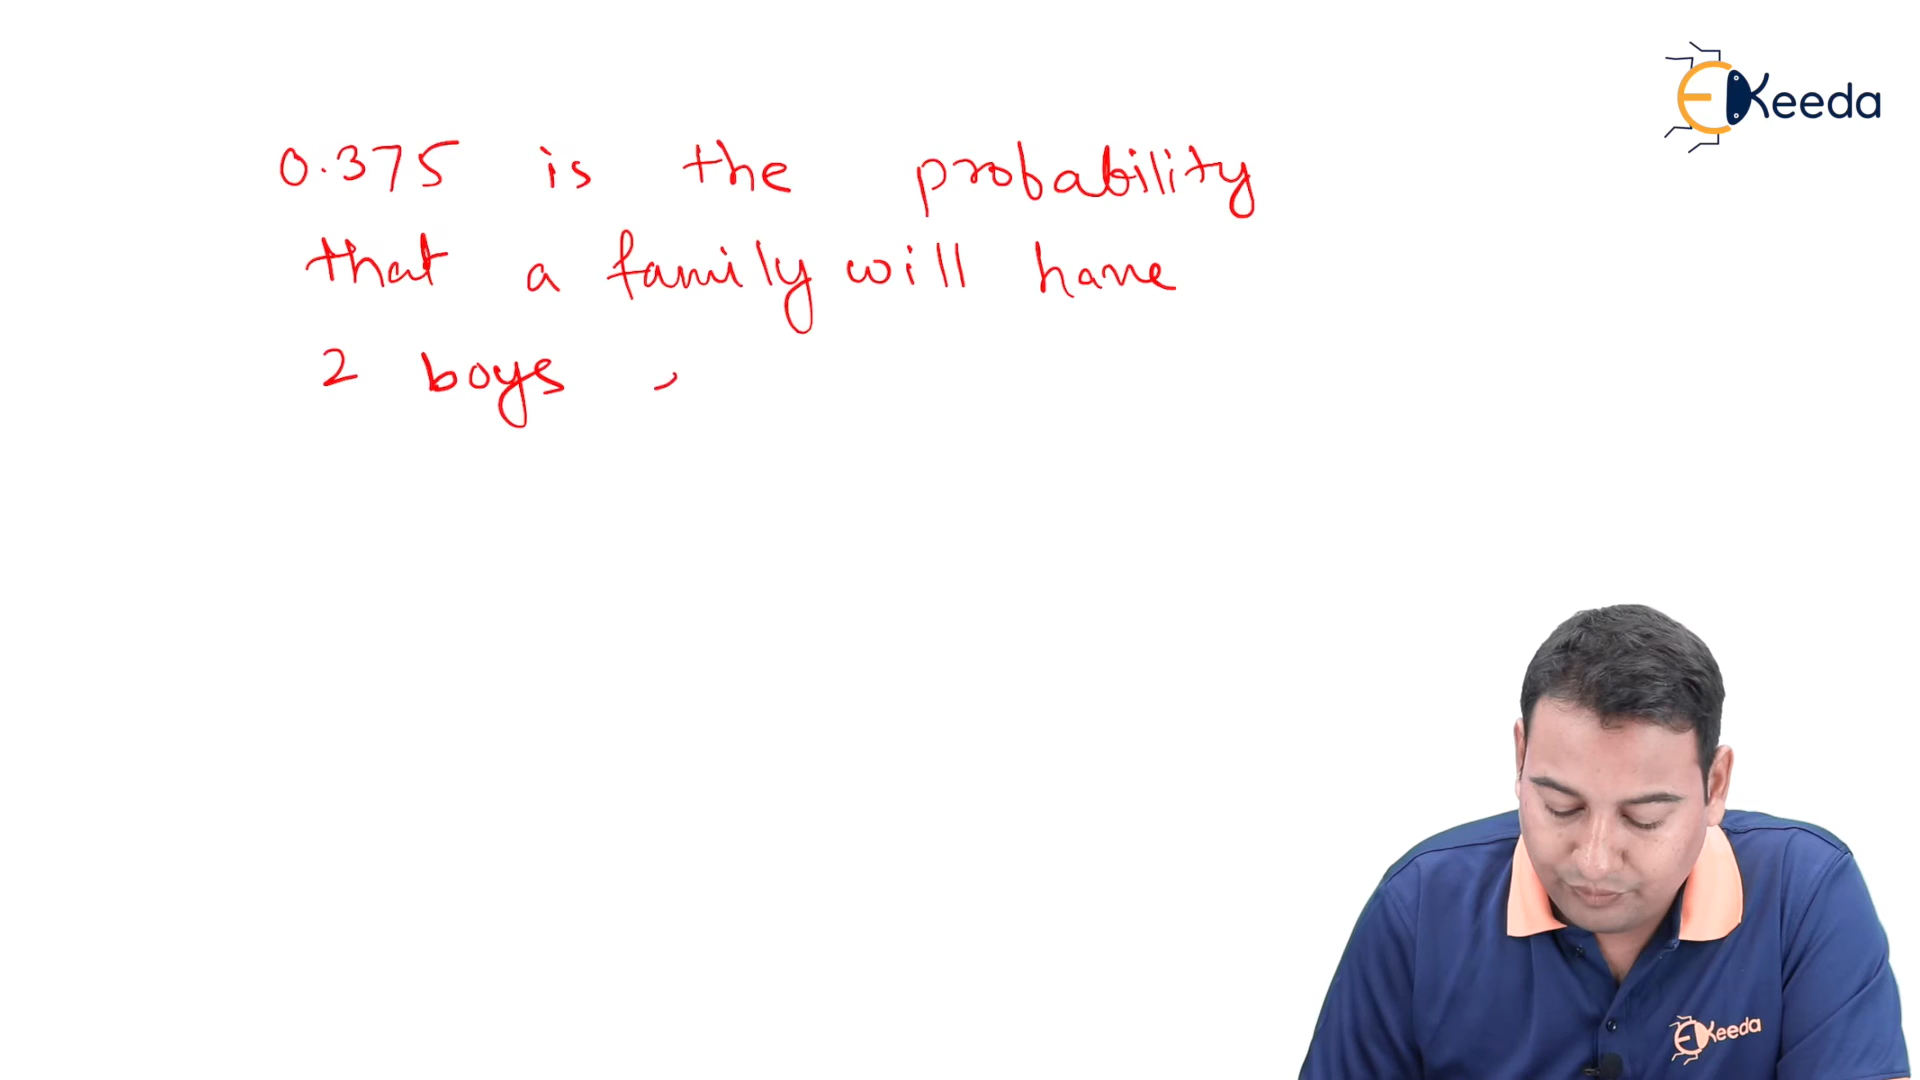 EKeeda
0.375 is the probability
that a family will have
2 boys
EKeeda